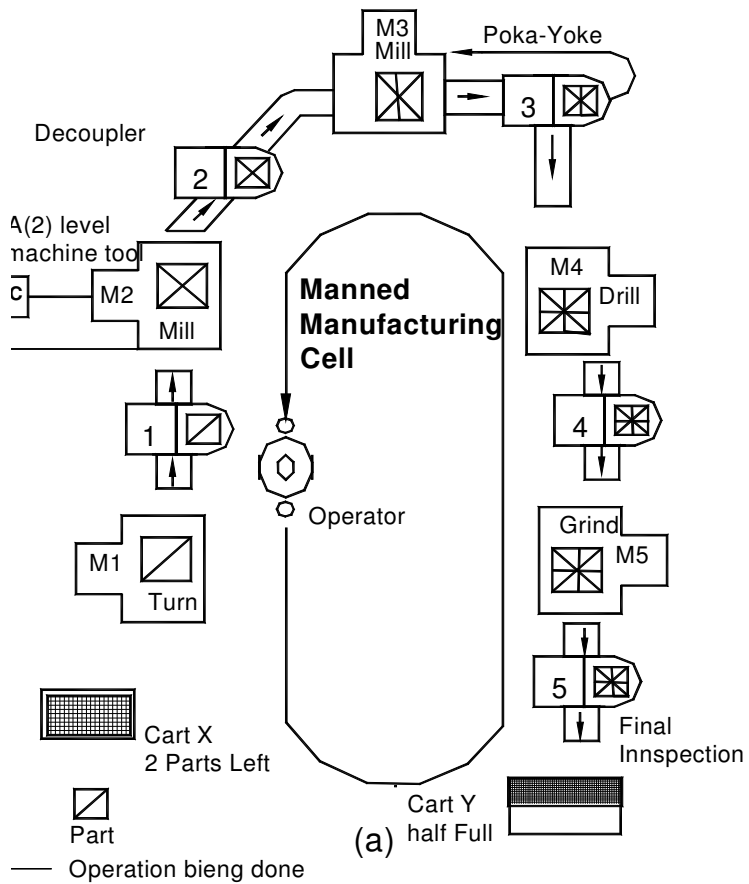 M3
Mill
Poka-Yoke
3
Decoupler
2
A(2) level
machine tool
C
M2
Mill
Manned
Manufacturing
Cell
M4
Drill
1
4
Operator
Grind
M5
M1
Turn
5
Cart X
2 Parts Left
Final
Innspection
Part
Cart Y
half Full
(a)
Operation bieng done